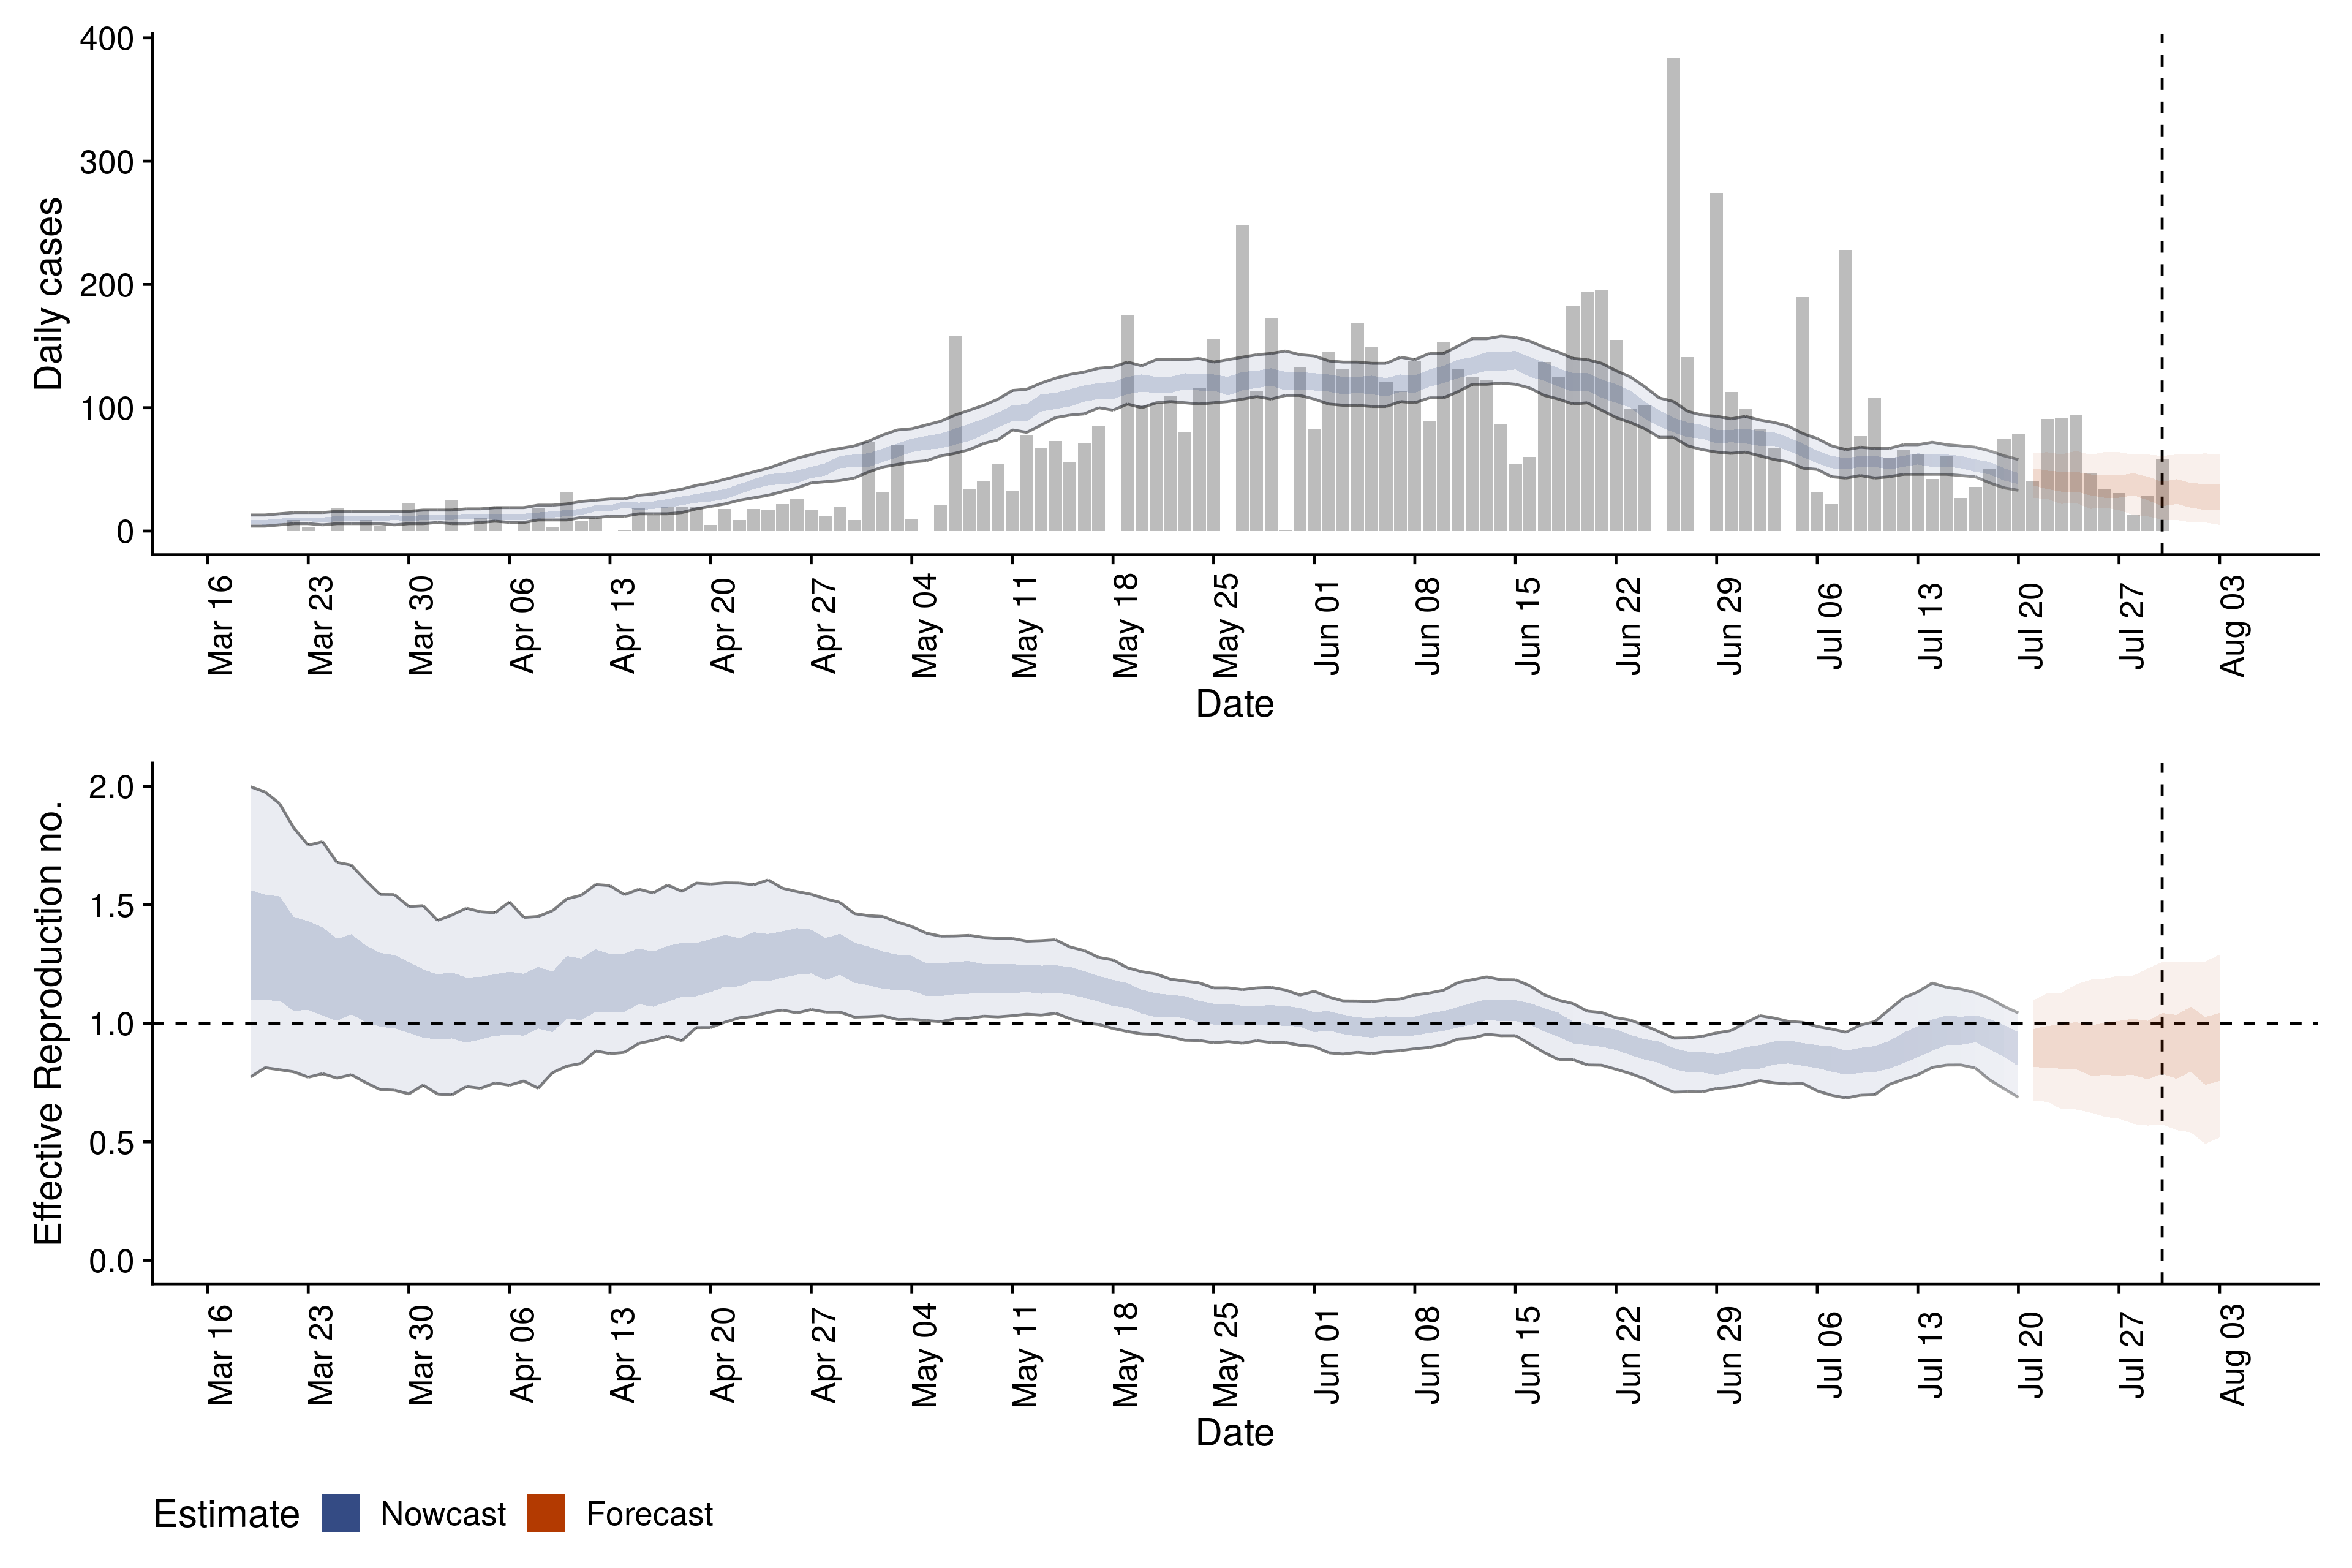 Daily cases
400
300
200
100
0
Mar 16
Mar 23
Mar 30
Apr 06
Apr 13
Apr 20
Apr 27
May 04
May 11
May 18
May 25
Jun 01
Jun 08
Jun 15
Jun 22
Jun 29
Jul 06
Jul 13
Jul 20
Jul 27
Aug 03
Date
Effective Reproduction no.
2.0
1.5
1.0
0.5
0.0
Mar 16
Mar 23
Mar 30
Apr 06
Apr 13
Apr 20
Apr 27
May 04
May 11
May 18
May 25
Jun 01
Jun 08
Jun 15
Jun 22
Jun 29
Jul 06
Jul 13
Jul 20
Jul 27
Aug 03
Date
Estimate Nowcast Forecast